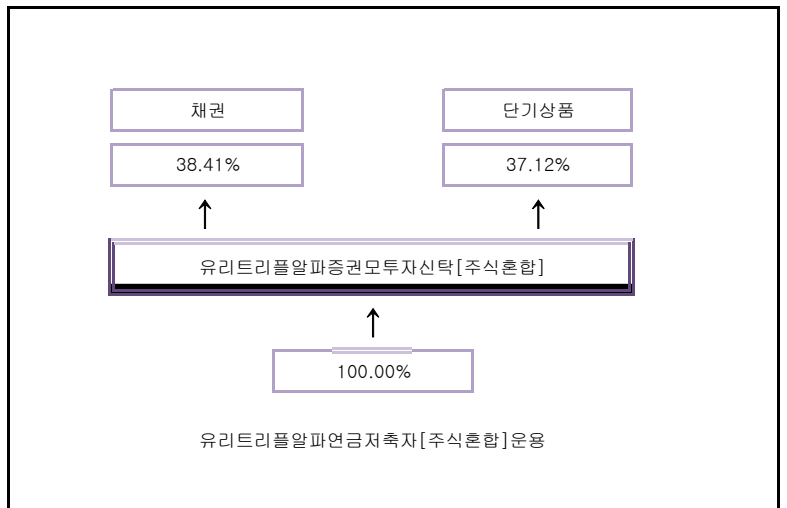 채권
단기상품
38.41%
37.12%
유리트리플알파증권모투자신탁[주식혼합]
100.00%
유리트리플알파연금저축자[주식혼합]운용